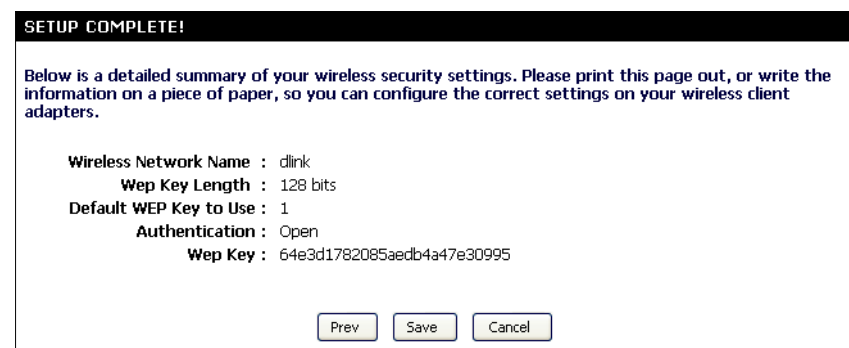 SETUP COMPLETE!
Below is a detailed summary of your wireless security settings. Please print this page out, or write the
information on a piece of paper, so you can configure the correct settings on your wireless client
adapters.
Wireless Network Name : dlink
Wep Key Length : 128 bits
Default WEP Key to Use : 1
Authentication : Open
Wep Key : 64e3d1782085aedb4a47e30995
Prev Save Cancel